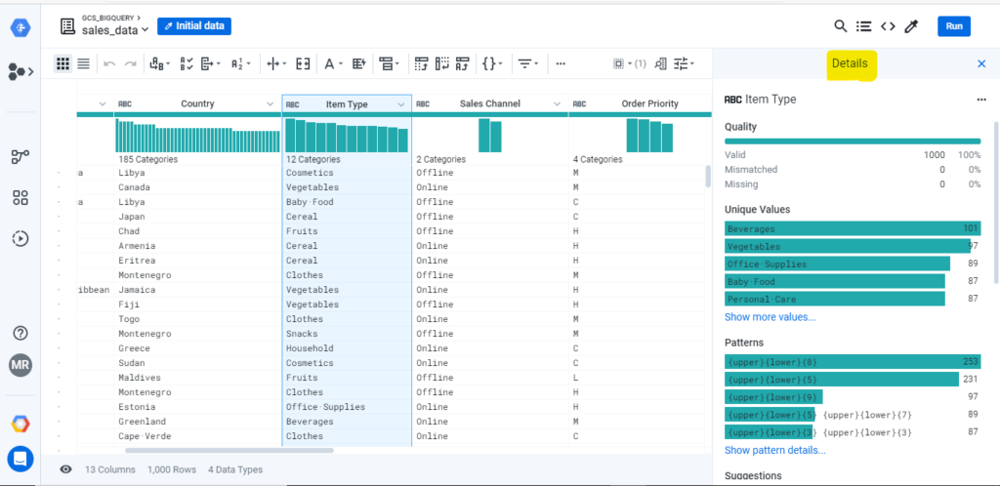 GCS_BIGQUERY
sales_data
Initial data
Run
(1)
Details
ABC Country
ABC Item Type
Sales Channel
ABC
Order Priority
ABC
185 Categories
12 Categories
2 Categories
4 Categories
a Libya Cosmetics Offline M
Canada Vegetables Online M
a Libya Baby·Food Offline C
Japan Cereal Offline C
Chad Fruits Offline H
Armenia Cereal Online H
Eritrea Cereal Online H
Montenegro Clothes Offline M
ribbean Jamaica Vegetables Online H
Fiji Vegetables Offline H
Togo Clothes Online M
Montenegro Snacks Offline M
Greece Household Online C
Sudan Cosmetics Online C
Maldives Fruits Offline L
Montenegro Clothes Offline H
Estonia Office·Supplies Online H
Greenland Beverages Online M
Cape·Verde Clothes Online C
13 Columns 1,000 Rows 4 Data Types
MR
ABC Item Type
Quality
Valid 1000 100%
Mismatched 0 0%
Missing 0 0%
Unique Values
Beverages 101
Vegetables 97
Office·Supplies 89
Baby·Food 87
Personal·Care 87
Show more values...
Patterns
{upper}{lower}{8} 253
{upper}{lower}{5} 231
{upper}{lower}{9} 97
{upper}{lower}{5} {upper}{lower}{7} 89
{upper}{lower}{3} {upper}{lower}{3} 87
Show pattern details...
Suggestions